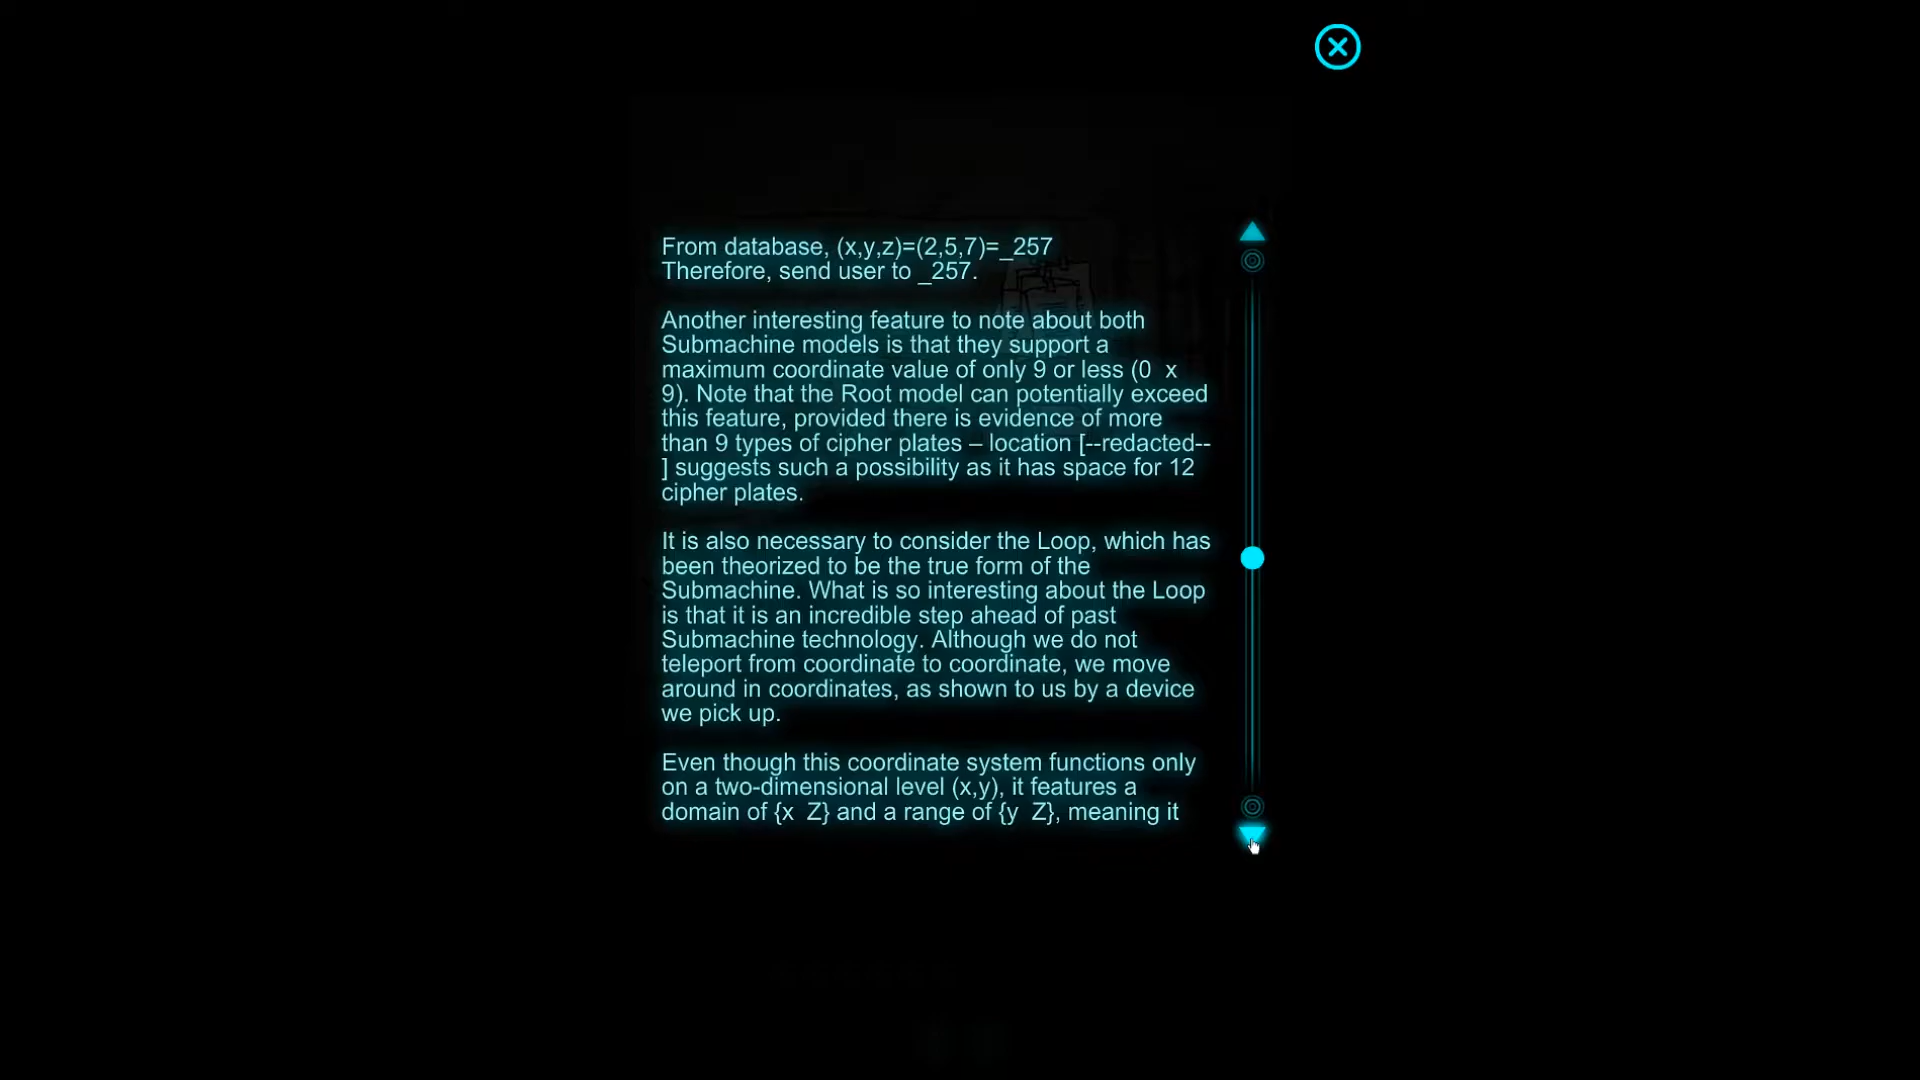 From database, (x,y,z)=(2,5,7)=_257
Therefore, send user to _257.
Another interesting feature to note about both
Submachine models is that they support a
maximum coordinate value of only 9 or less (0  x
9). Note that the Root model can potentially exceed
this feature, provided there is evidence of more
than 9 types of cipher plates – location [--redacted--
] suggests such a possibility as it has space for 12
cipher plates.
It is also necessary to consider the Loop, which has
been theorized to be the true form of the
Submachine. What is so interesting about the Loop
is that it is an incredible step ahead of past
Submachine technology. Although we do not
teleport from coordinate to coordinate, we move
around in coordinates, as shown to us by a device
we pick up.
Even though this coordinate system functions only
on a two-dimensional level (x,y), it features a
domain of {x  Z} and a range of {y  Z}, meaning it